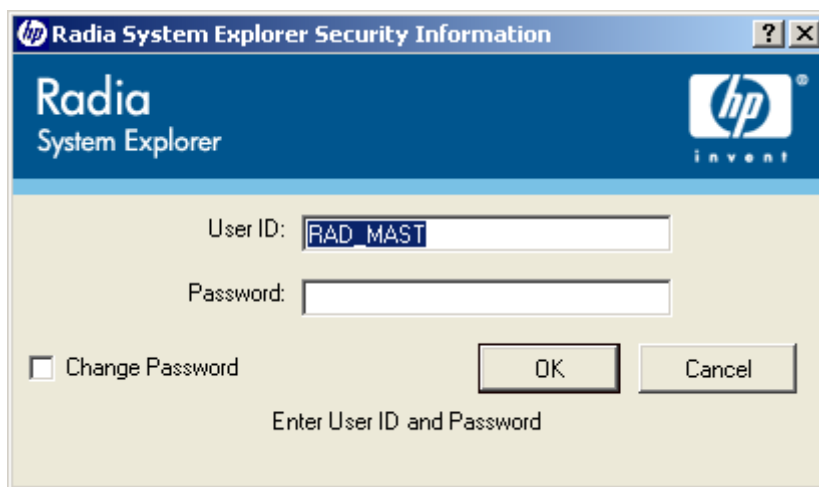 hp Radia System Explorer Security Information ? X
Radia
System Explorer
hp ®
invent
User ID: RAD_MAST
Password:
Change Password OK Cancel
Enter User ID and Password